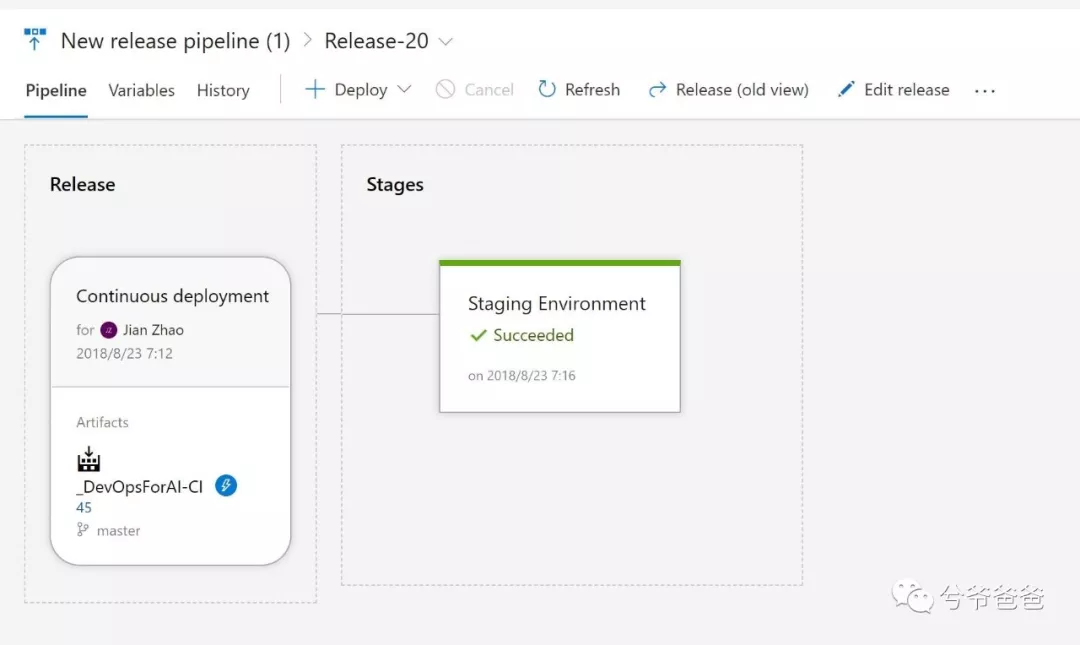 New release pipeline (1) > Release-20
Pipeline Variables History + Deploy Cancel Refresh Release (old view) Edit release ...
Release
Stages
Continuous deployment
for JZ Jian Zhao
2018/8/23 7:12
Artifacts
_DevOpsForAI-CI
45
master
Staging Environment
Succeeded
on 2018/8/23 7:16
兮爷爸爸